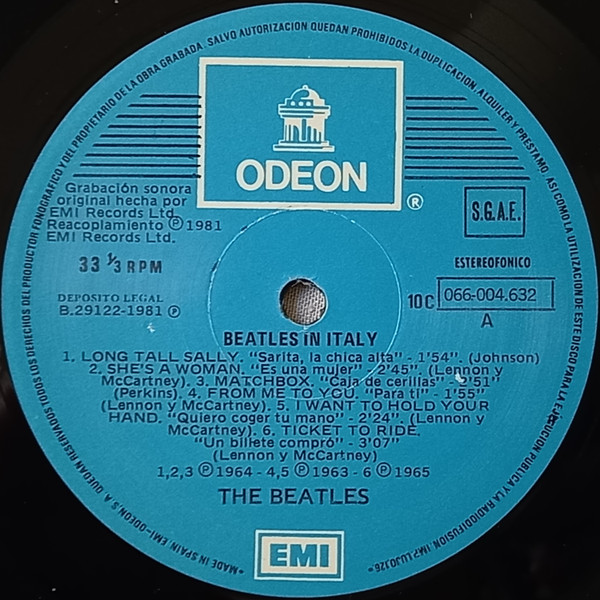 SALVO AUTORIZACION QUEDAN PROHIBIDOS LA DUPLICACION, ALQUILER Y PRESTAMO, ASI COMO LA UTILIZACION DE ESTE DISCO PARA LA EJECUCION PUBLICA Y LA RADIODIFUSION. IMP. LUJO.126
"MADE IN SPAIN" EMI-ODEON, S. A. QUEDAN RESERVADOS TODOS LOS DERECHOS DEL PRODUCTOR FONOGRAFICO Y DEL PROPIETARIO DE LA OBRA GRABADA.
ODEON
®
Grabación sonora
original hecha por
EMI Records Ltd.
Reacoplamiento ℗ 1981
EMI Records Ltd.
S.G.A.E.
33 1/3 RPM
ESTEREOFONICO
DEPOSITO LEGAL
B.29122-1981 ℗
10C 066-004.632
A
BEATLES IN ITALY
1. LONG TALL SALLY. "Sarita, la chica alta" - 1'54". (Johnson)
2. SHE'S A WOMAN. "Es una mujer" - 2'45". (Lennon y
McCartney). 3. MATCHBOX. "Caja de cerillas" - 2'51"
(Perkins). 4. FROM ME TO YOU. "Para ti" - 1'55"
(Lennon y McCartney). 5. I WANT TO HOLD YOUR
HAND. "Quiero coger tu mano" - 2'24". (Lennon y
McCartney). 6. TICKET TO RIDE.
"Un billete compró" - 3'07"
(Lennon y McCartney)
1,2,3 ℗ 1964 - 4,5 ℗ 1963 - 6 ℗ 1965
THE BEATLES
EMI